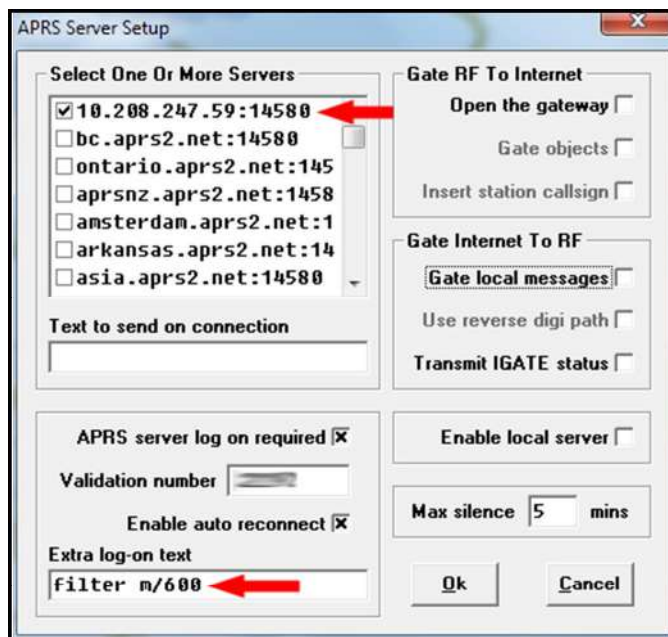 APRS Server Setup
Select One Or More Servers
10.208.247.59:14580
bc.aprs2.net:14580
ontario.aprs2.net:145
aprsnz.aprs2.net:1458
amsterdam.aprs2.net:1
arkansas.aprs2.net:14
asia.aprs2.net:14580
Text to send on connection
APRS server log on required
Validation number
Enable auto reconnect
Extra log-on text
filter m/600
Gate RF To Internet
Open the gateway
Gate objects
Insert station callsign
Gate Internet To RF
Gate local messages
Use reverse digi path
Transmit IGATE status
Enable local server
Max silence 5 mins
Ok Cancel